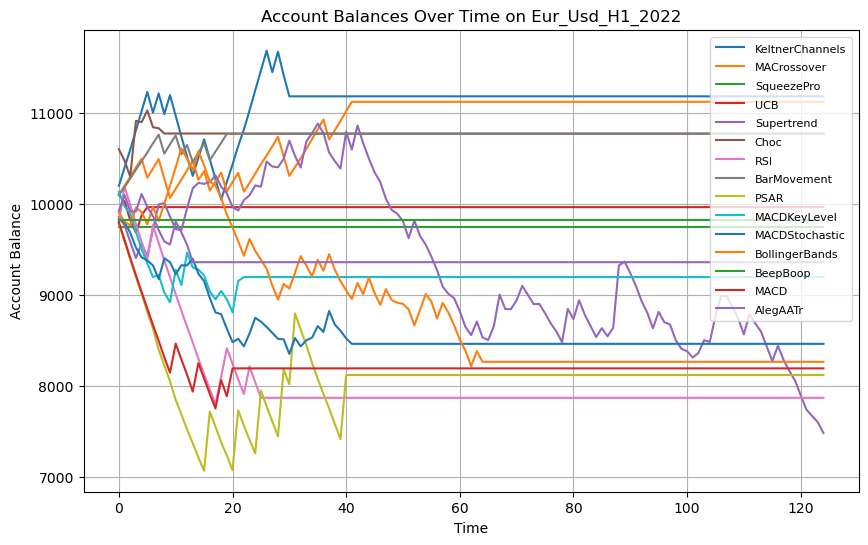 Account Balances Over Time on Eur_Usd_H1_2022
Account Balance
11000
10000
9000
8000
7000
KeltnerChannels
MACrossover
SqueezePro
UCB
Supertrend
Choc
RSI
BarMovement
PSAR
MACDKeyLevel
MACDStochastic
BollingerBands
BeepBoop
MACD
AlegAATr
0
20
40
60
80
100
120
Time